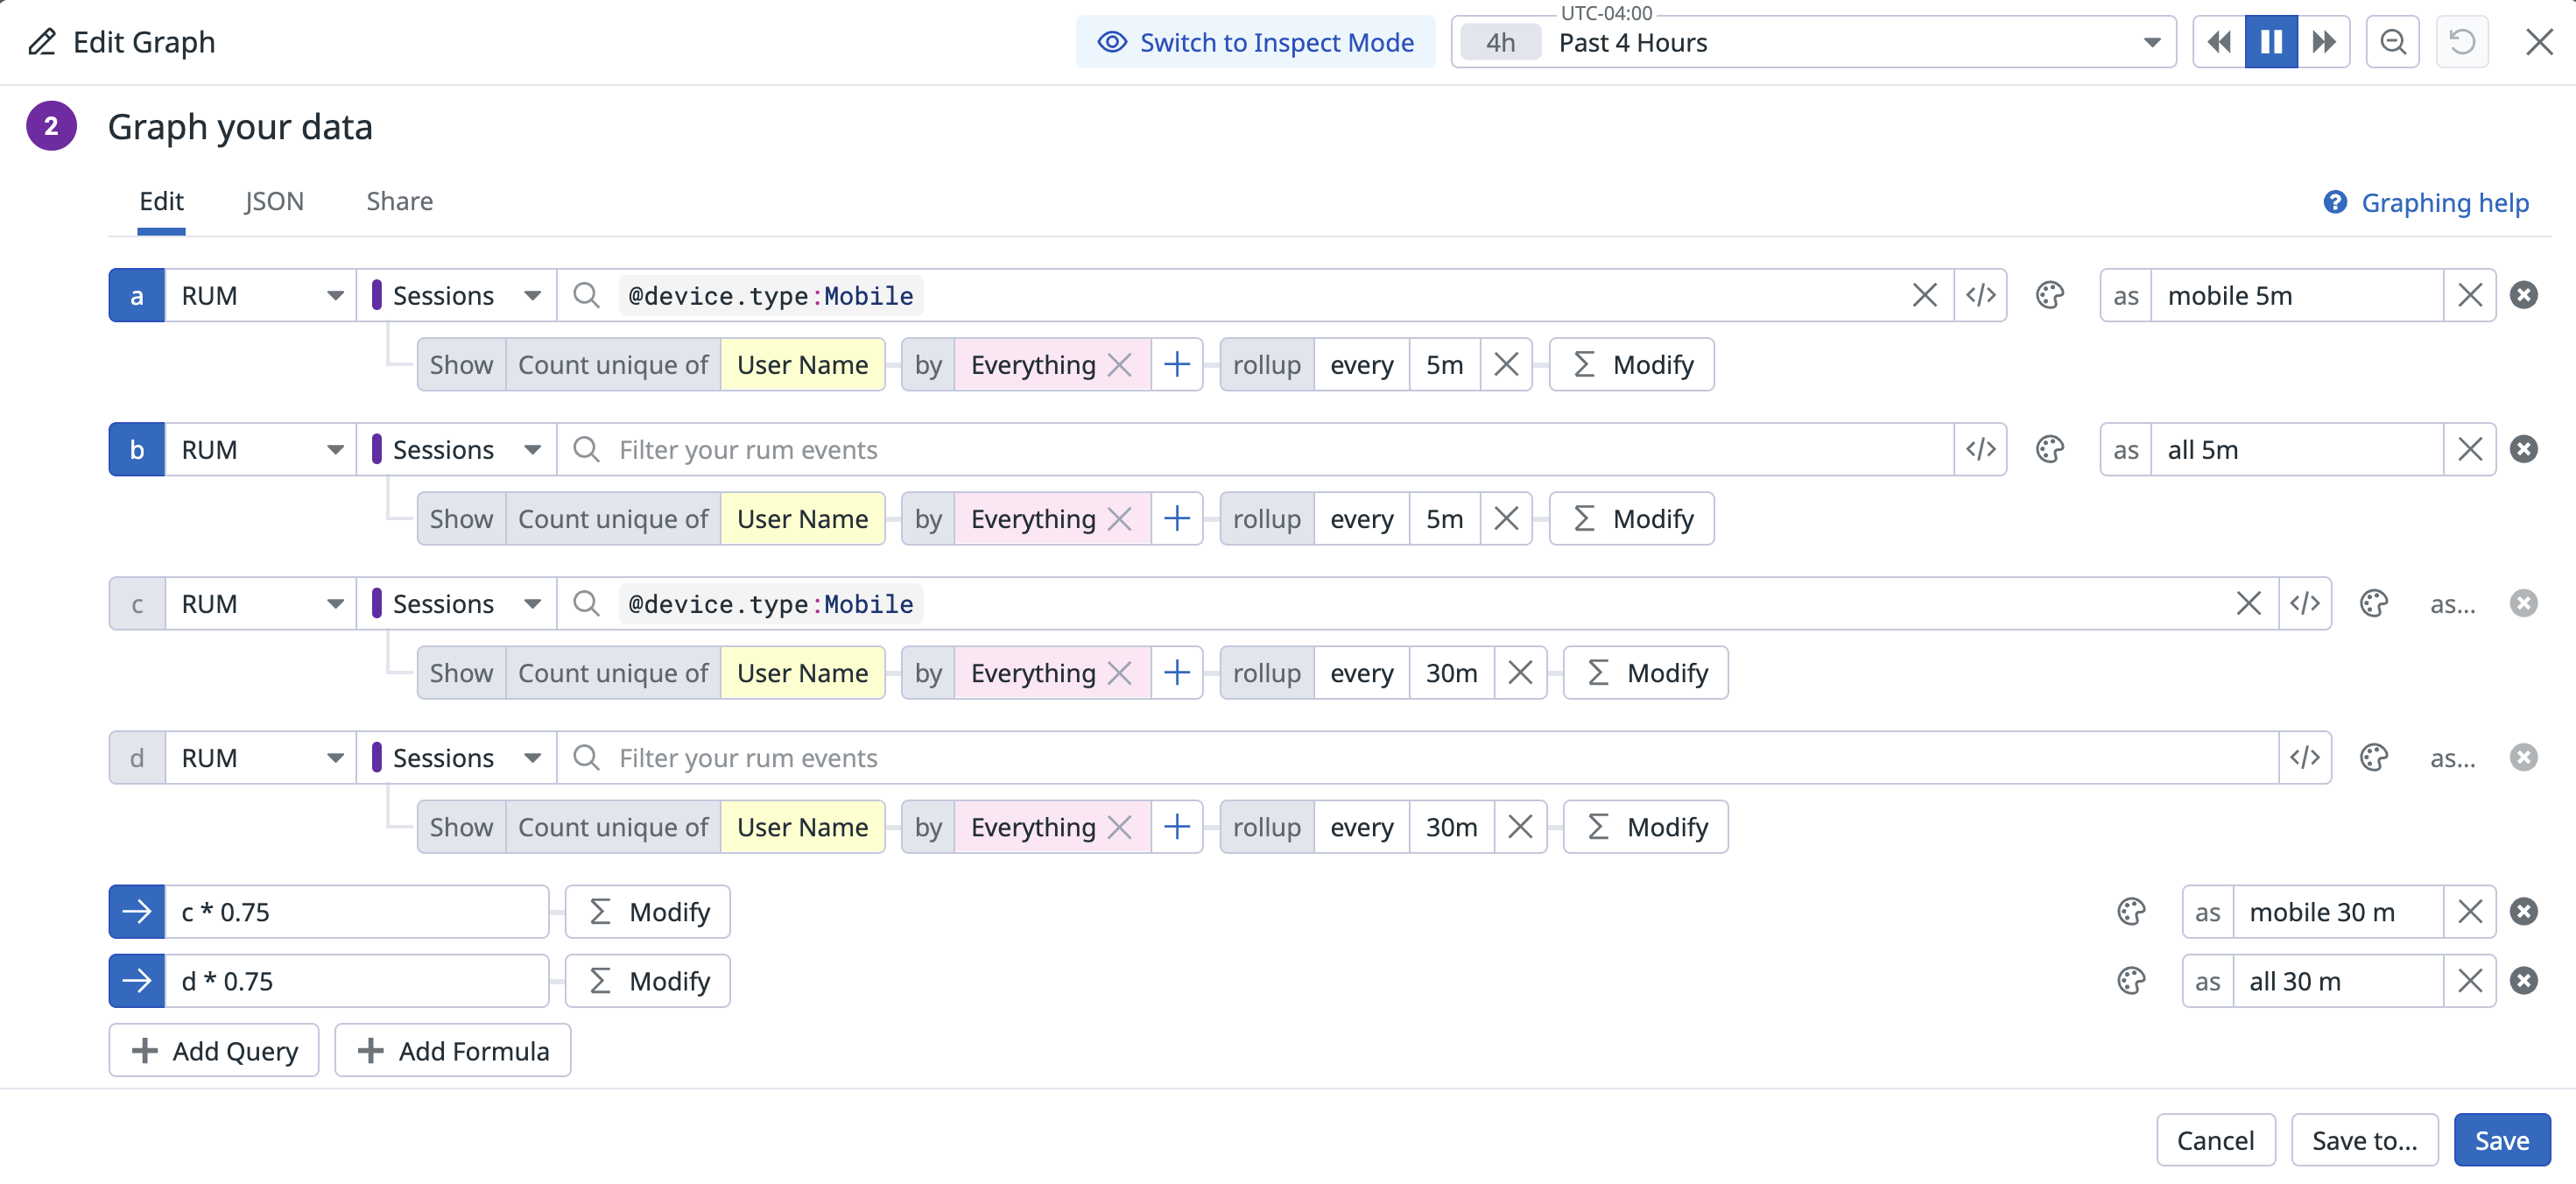 Edit Graph
Switch to Inspect Mode
UTC-04:00
4h Past 4 Hours
2 Graph your data
Edit JSON Share
? Graphing help
a RUM Sessions @device.type:Mobile </> as mobile 5m
Show Count unique of User Name by Everything rollup every 5m Σ Modify
b RUM Sessions Filter your rum events </> as all 5m
Show Count unique of User Name by Everything rollup every 5m Σ Modify
c RUM Sessions @device.type:Mobile </> as...
Show Count unique of User Name by Everything rollup every 30m Σ Modify
d RUM Sessions Filter your rum events </> as...
Show Count unique of User Name by Everything rollup every 30m Σ Modify
c * 0.75 Σ Modify as mobile 30 m
d * 0.75 Σ Modify as all 30 m
Add Query Add Formula
Cancel Save to... Save